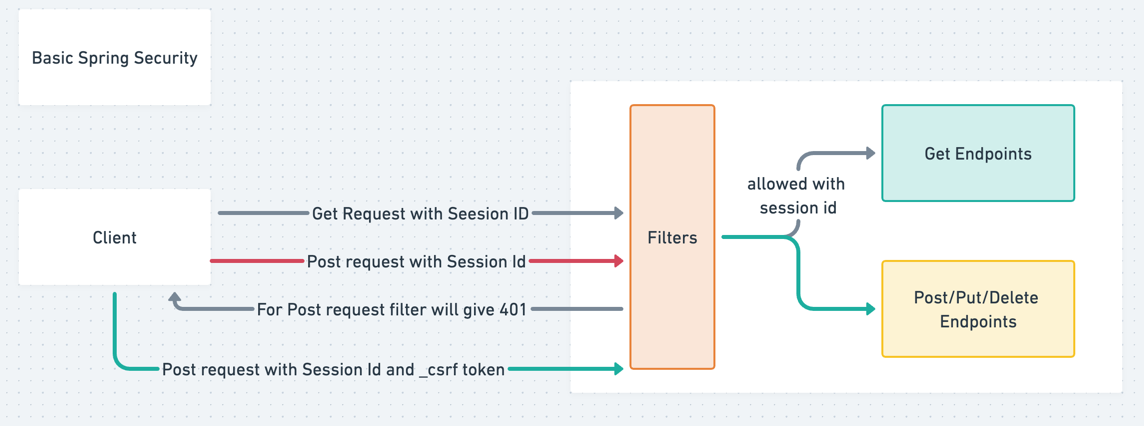 Basic Spring Security
Client
Get Request with Seesion ID
Post request with Session Id
For Post request filter will give 401
Post request with Session Id and _csrf token
Filters
allowed with
session id
Get Endpoints
Post/Put/Delete
Endpoints